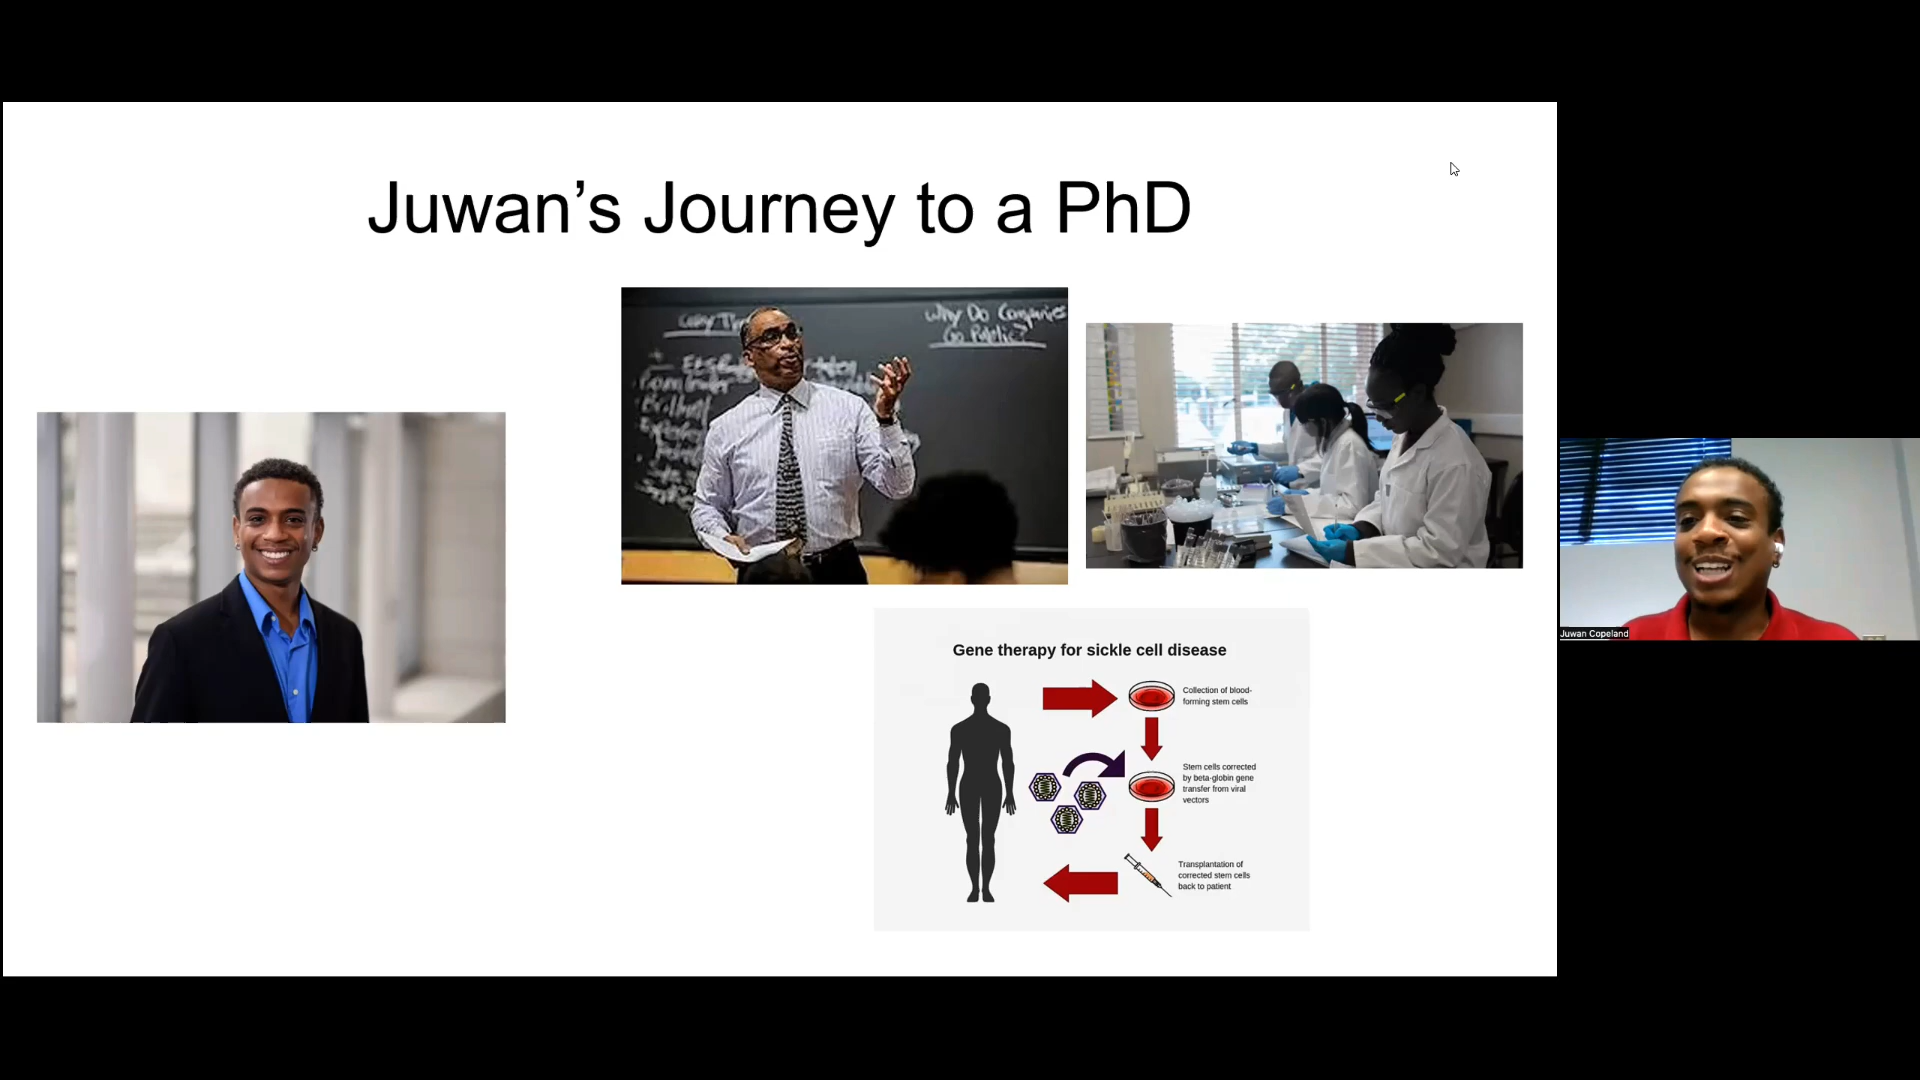 Juwan’s Journey to a PhD
Why Do Companies
Go Public?
Gene therapy for sickle cell disease
Collection of blood-
forming stem cells
Stem cells corrected
by beta-globin gene
transfer from viral
vectors
Transplantation of
corrected stem cells
back to patient
Juwan Copeland